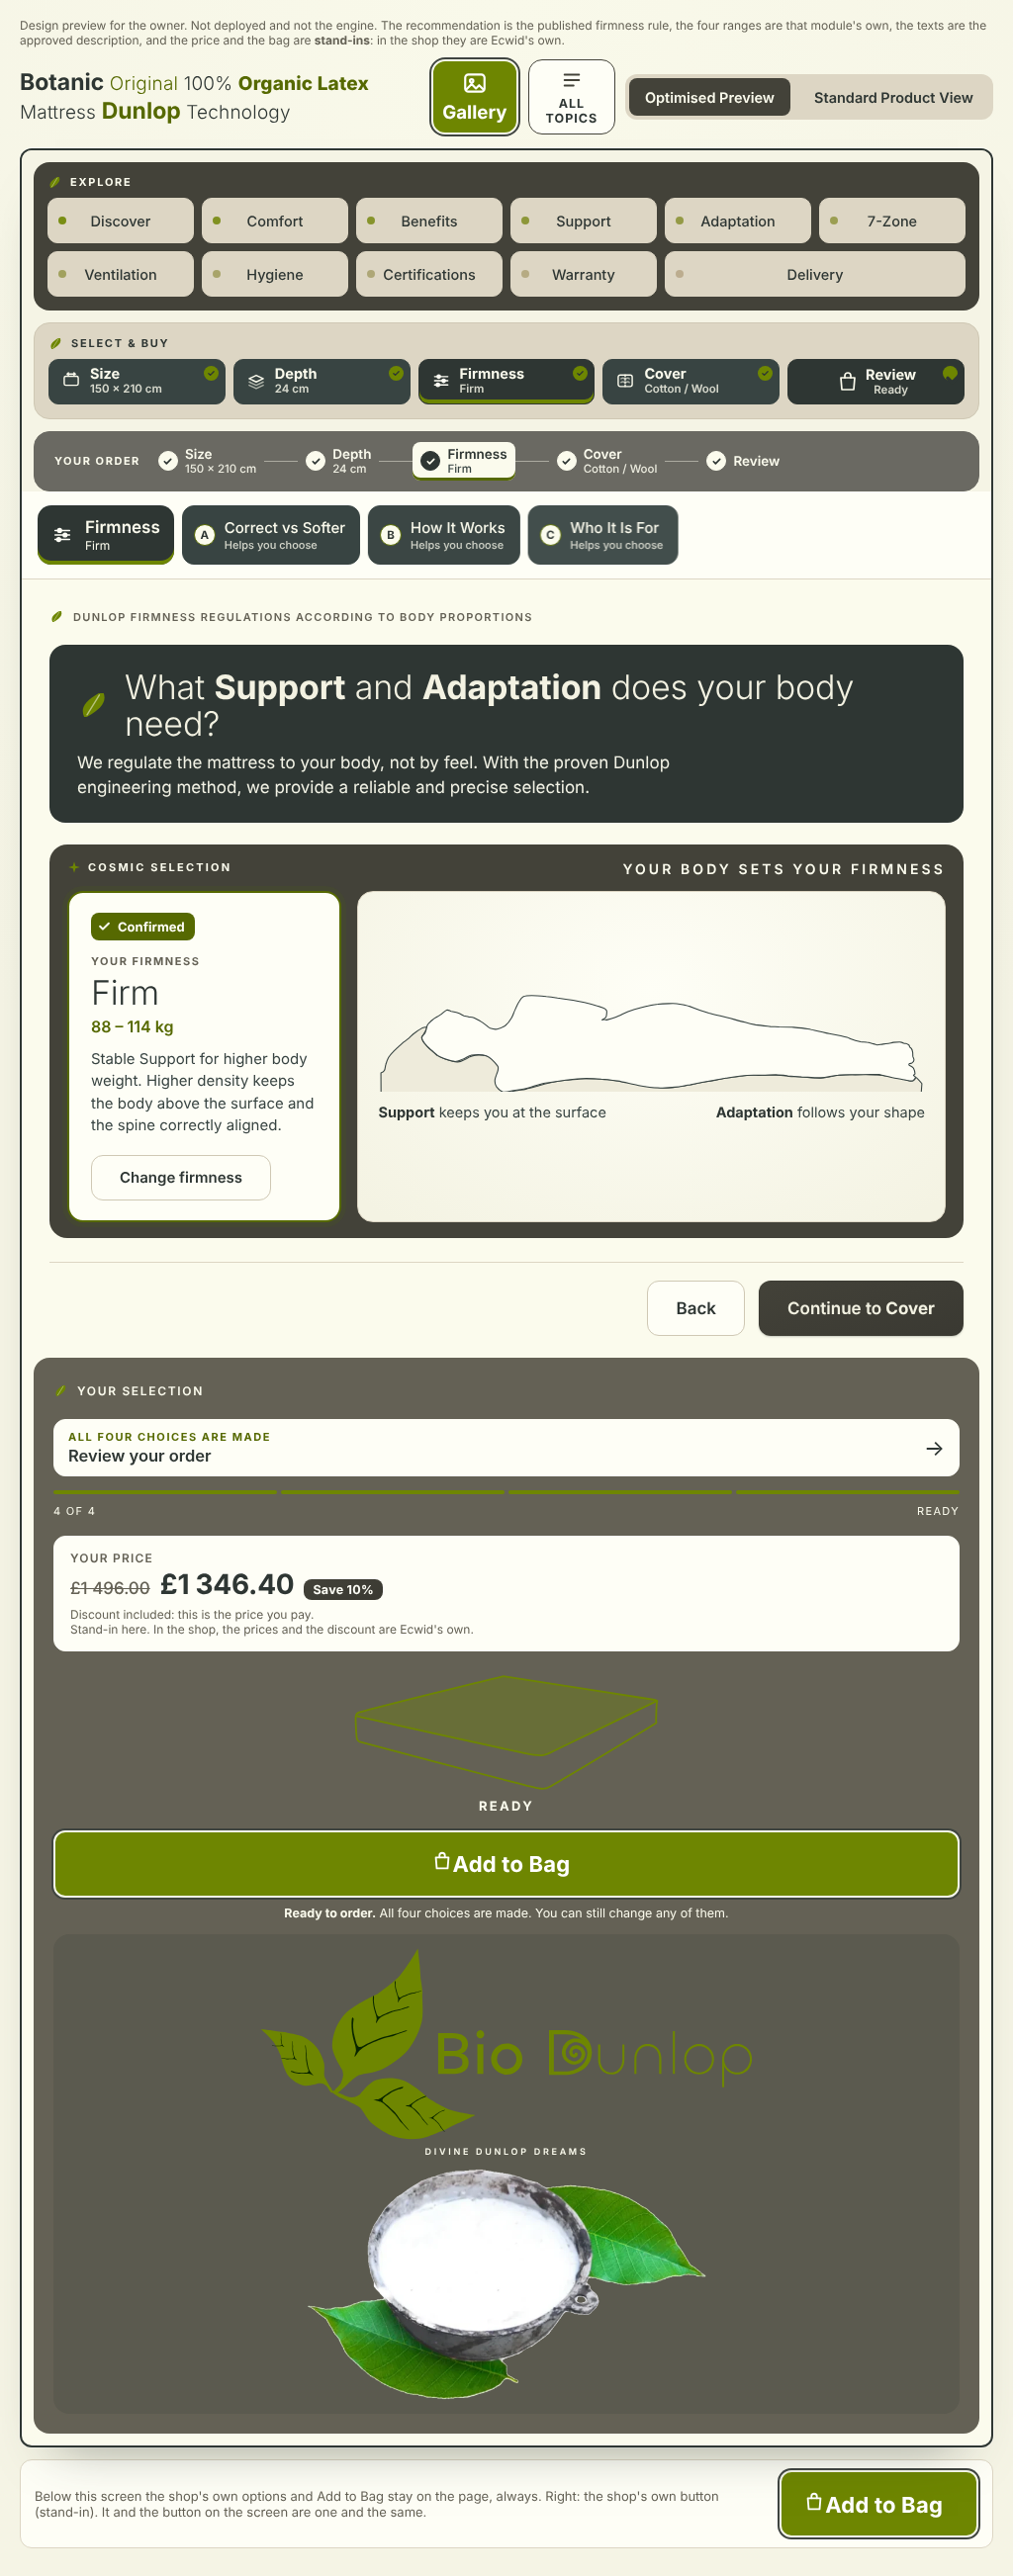 Design preview for the owner. Not deployed and not the engine. The recommendation is the published firmness rule, the four ranges are that module's own, the texts are the
approved description, and the price and the bag are stand-ins: in the shop they are Ecwid's own.
Botanic Original 100% Organic Latex
Mattress Dunlop Technology
Gallery
ALL
TOPICS
Optimised Preview
Standard Product View
EXPLORE
Discover
Comfort
Benefits
Support
Adaptation
7-Zone
Ventilation
Hygiene
Certifications
Warranty
Delivery
SELECT & BUY
Size
150 × 210 cm
Depth
24 cm
Firmness
Firm
Cover
Cotton / Wool
Review
Ready
YOUR ORDER
Size
150 × 210 cm
Depth
24 cm
Firmness
Firm
Cover
Cotton / Wool
Review
Firmness
Firm
A
Correct vs Softer
Helps you choose
B
How It Works
Helps you choose
C
Who It Is For
Helps you choose
DUNLOP FIRMNESS REGULATIONS ACCORDING TO BODY PROPORTIONS
What Support and Adaptation does your body
need?
We regulate the mattress to your body, not by feel. With the proven Dunlop
engineering method, we provide a reliable and precise selection.
COSMIC SELECTION
YOUR BODY SETS YOUR FIRMNESS
Confirmed
YOUR FIRMNESS
Firm
88 – 114 kg
Stable Support for higher body
weight. Higher density keeps
the body above the surface and
the spine correctly aligned.
Change firmness
Support keeps you at the surface
Adaptation follows your shape
Back
Continue to Cover
YOUR SELECTION
ALL FOUR CHOICES ARE MADE
Review your order
4 OF 4
READY
YOUR PRICE
£1 496.00 £1 346.40 Save 10%
Discount included: this is the price you pay.
Stand-in here. In the shop, the prices and the discount are Ecwid's own.
READY
Add to Bag
Ready to order. All four choices are made. You can still change any of them.
Bio Dunlop
DIVINE DUNLOP DREAMS
Below this screen the shop's own options and Add to Bag stay on the page, always. Right: the shop's own button
(stand-in). It and the button on the screen are one and the same.
Add to Bag